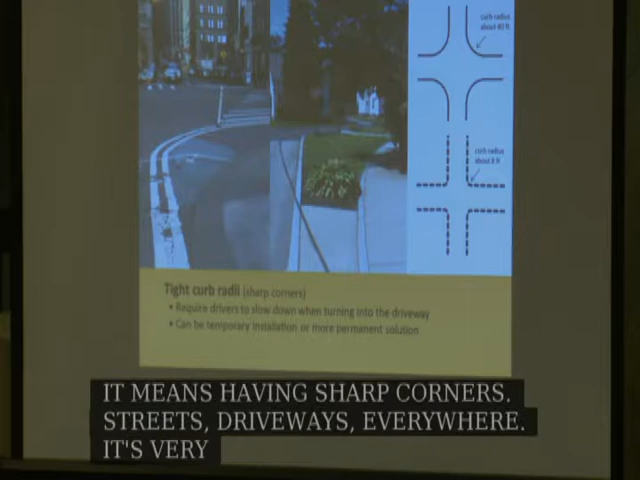 curb radius
about 40 ft
curb radius
about 8 ft
Tight curb radii (sharp corners)
• Require drivers to slow down when turning into the driveway
• Can be temporary installation or more permanent solution
IT MEANS HAVING SHARP CORNERS.
STREETS, DRIVEWAYS, EVERYWHERE.
IT'S VERY